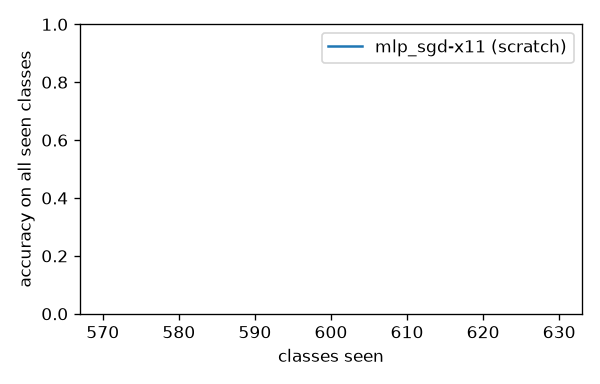 mlp_sgd-x11 (scratch)
accuracy on all seen classes
1.0
0.8
0.6
0.4
0.2
0.0
570 580 590 600 610 620 630
classes seen